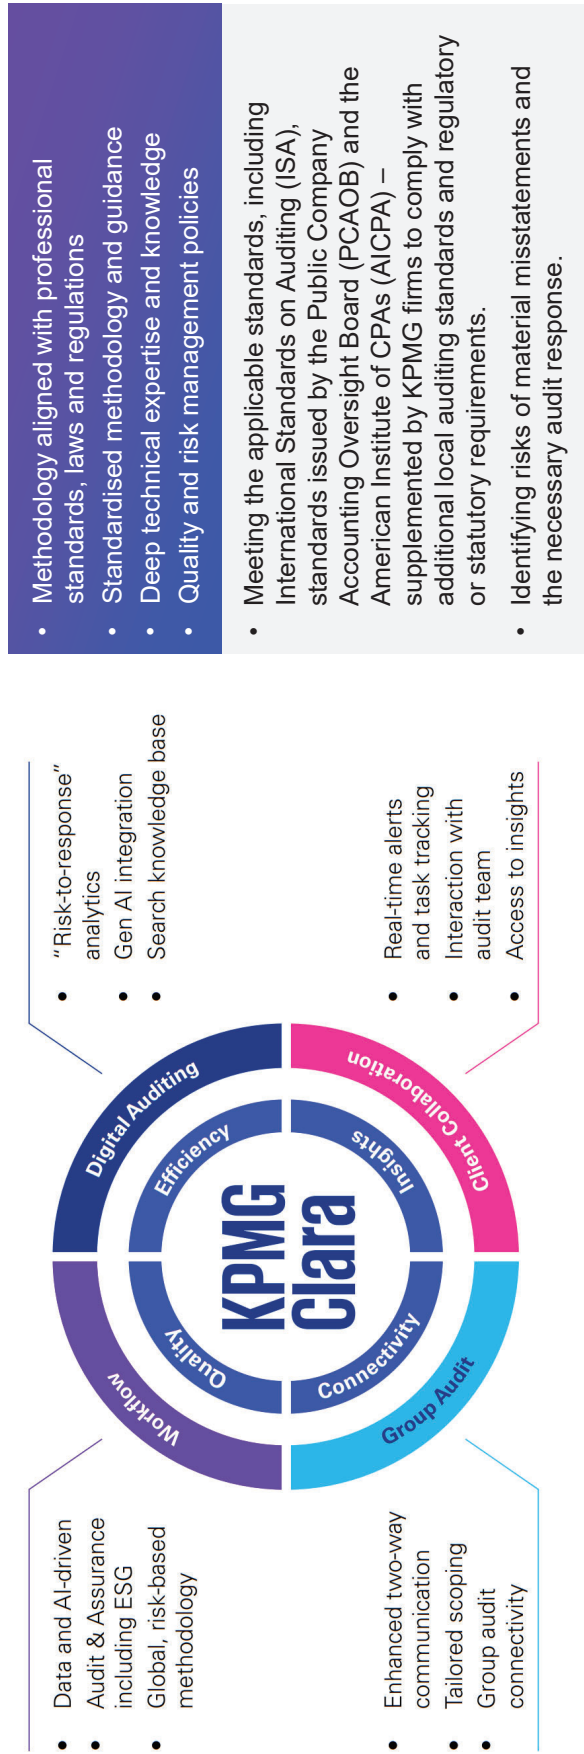 • Data and AI-driven
• Audit & Assurance
including ESG
• Global, risk-based
methodology
Workflow
Digital Auditing
• “Risk-to-response”
analytics
• Gen AI integration
• Search knowledge base
Quality
Efficiency
KPMG
Clara
Connectivity
Insights
• Enhanced two-way
communication
• Tailored scoping
• Group audit
connectivity
Group Audit
Client Collaboration
• Real-time alerts
and task tracking
• Interaction with
audit team
• Access to insights
• Methodology aligned with professional
standards, laws and regulations
• Standardised methodology and guidance
• Deep technical expertise and knowledge
• Quality and risk management policies
• Meeting the applicable standards, including
International Standards on Auditing (ISA),
standards issued by the Public Company
Accounting Oversight Board (PCAOB) and the
American Institute of CPAs (AICPA) –
supplemented by KPMG firms to comply with
additional local auditing standards and regulatory
or statutory requirements.
• Identifying risks of material misstatements and
the necessary audit response.